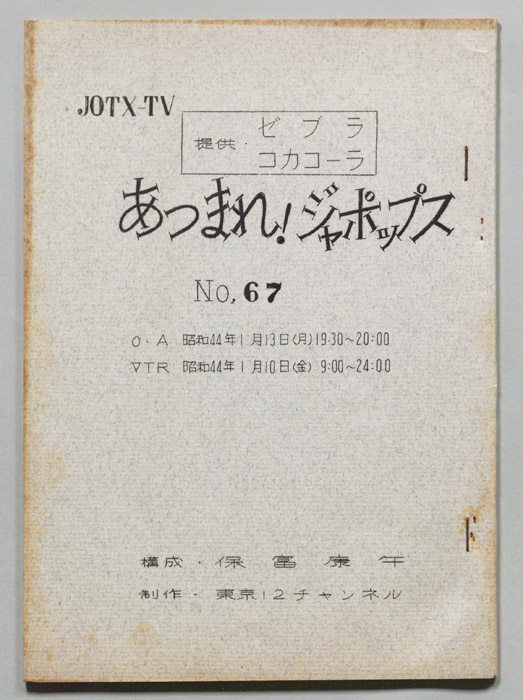 JOTX-TV
提供・ ゼブラ
コカコーラ
あつまれ!ジャポップス
No, 67
O・A 昭和44年1月13日(月)19:30~20:00
VTR 昭和44年1月10日(金) 9:00~24:00
構成・保富康午
制作・東京12チャンネル